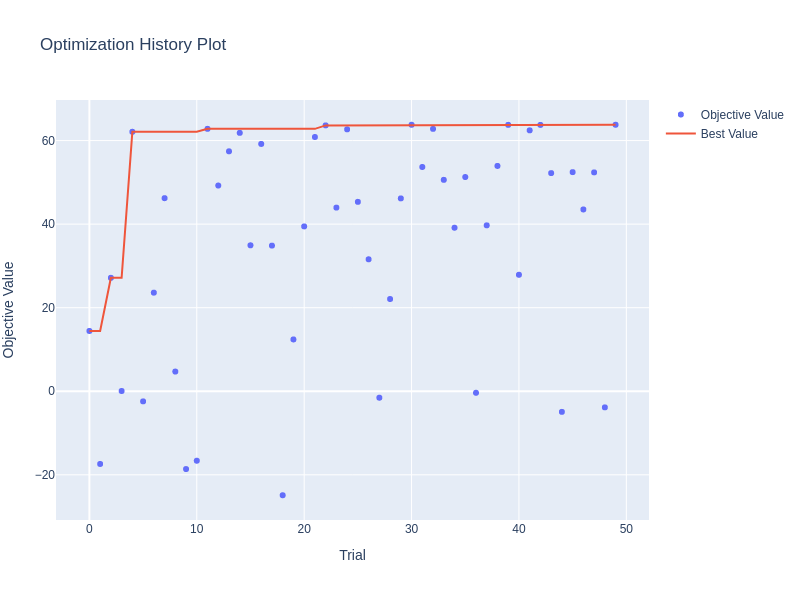 Optimization History Plot
Objective Value
Best Value
60
40
20
0
−20
Objective Value
0
10
20
30
40
50
Trial